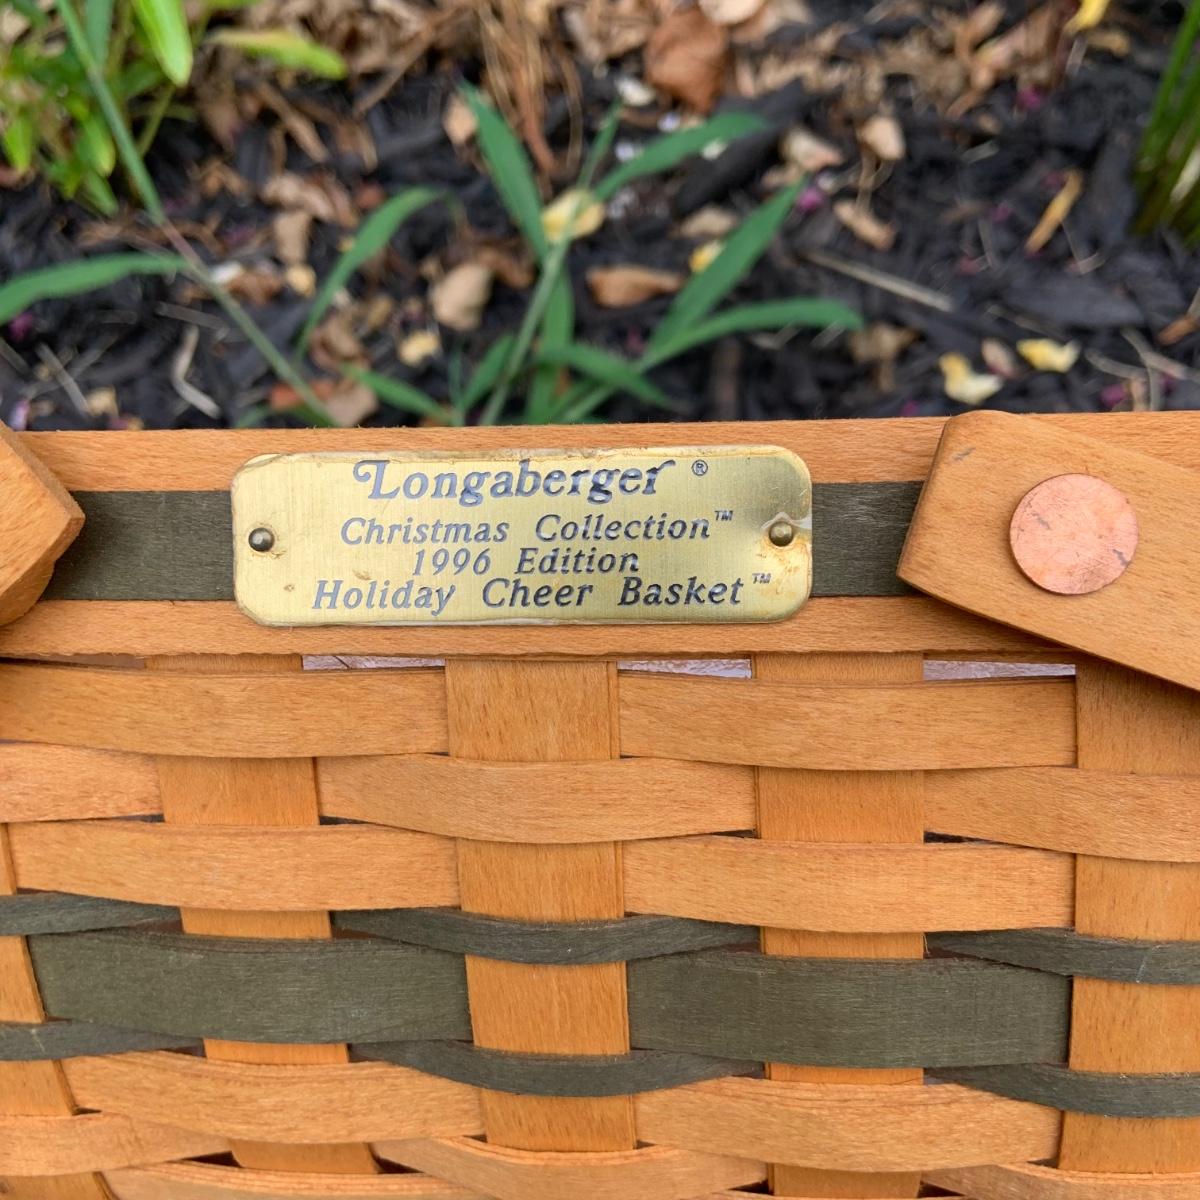 Longaberger ®
Christmas Collection™
1996 Edition
Holiday Cheer Basket™